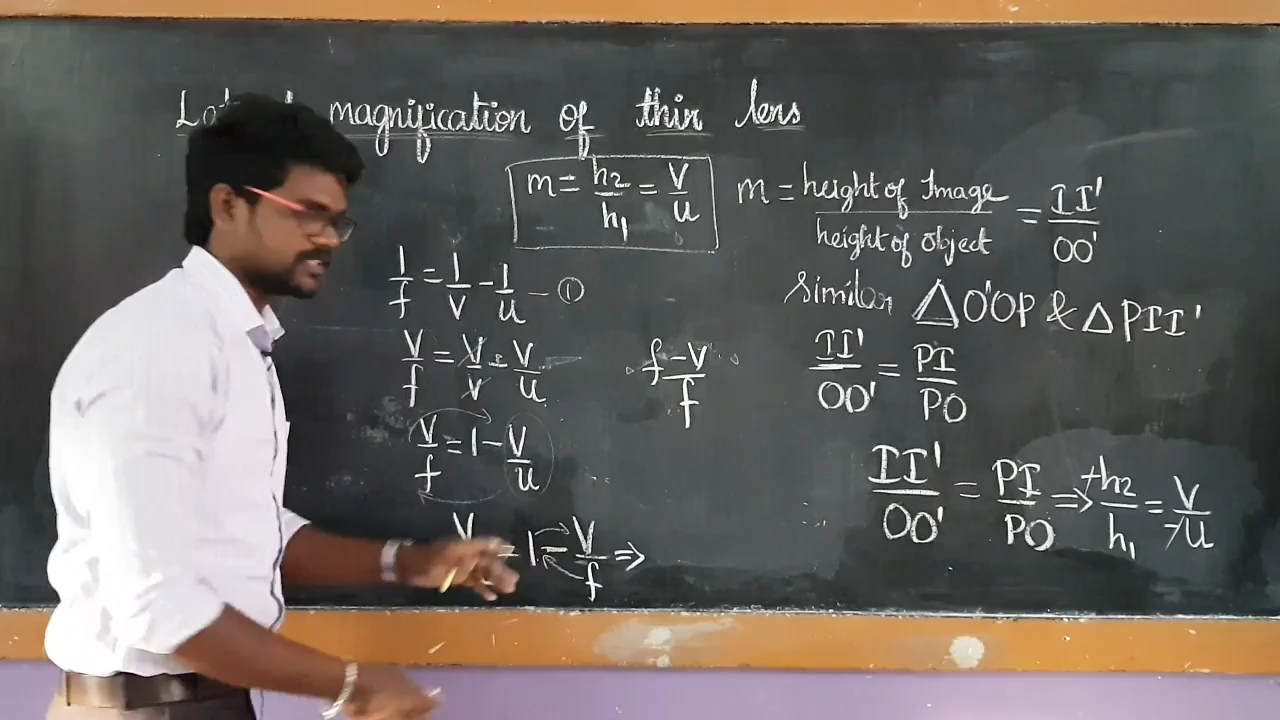 magnification of thin lens
m = h2/h1 = v/u
m = height of Image/height of object = II'/OO'
1/f = 1/v - 1/u - ①
Similar △O'OP & △PII'
v/f = v/v - v/u
f-v/f
II'/OO' = PI/PO
v/f = 1 - v/u
II'/OO' = PI/PO ⇒ +h2/h1 = v/-u
v = 1 - v/f ⇒